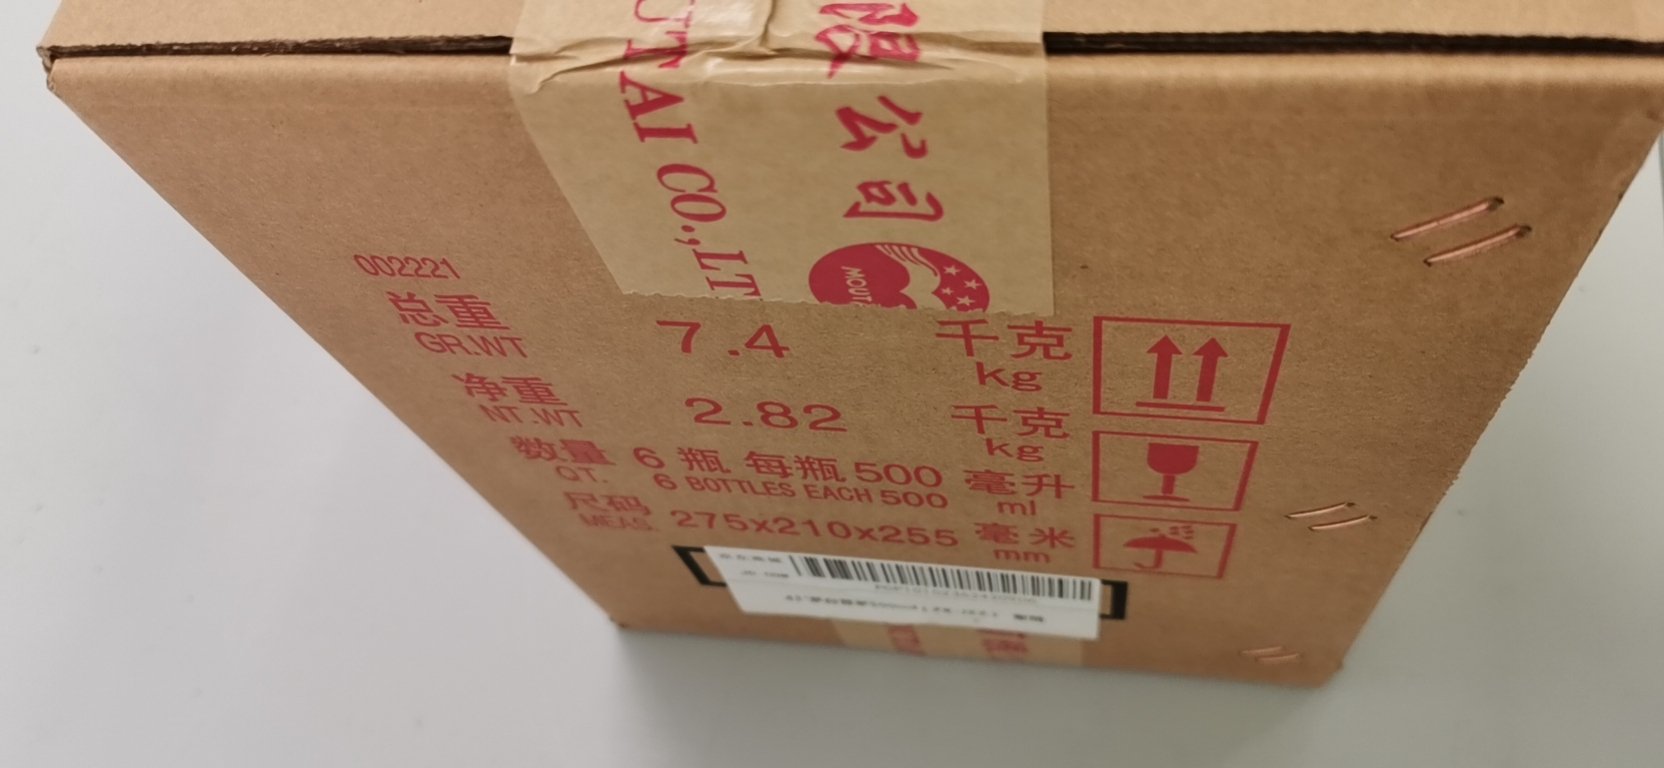 UTAI CO.,LT
限公司
MOUT
002221
总重 7.4 千克
GR.WT kg
净重 2.82 千克
NT.WT kg
数量 6 瓶 每瓶 500 毫升
QT. 6 BOTTLES EACH 500 ml
尺码 275x210x255 毫米
MEAS. mm